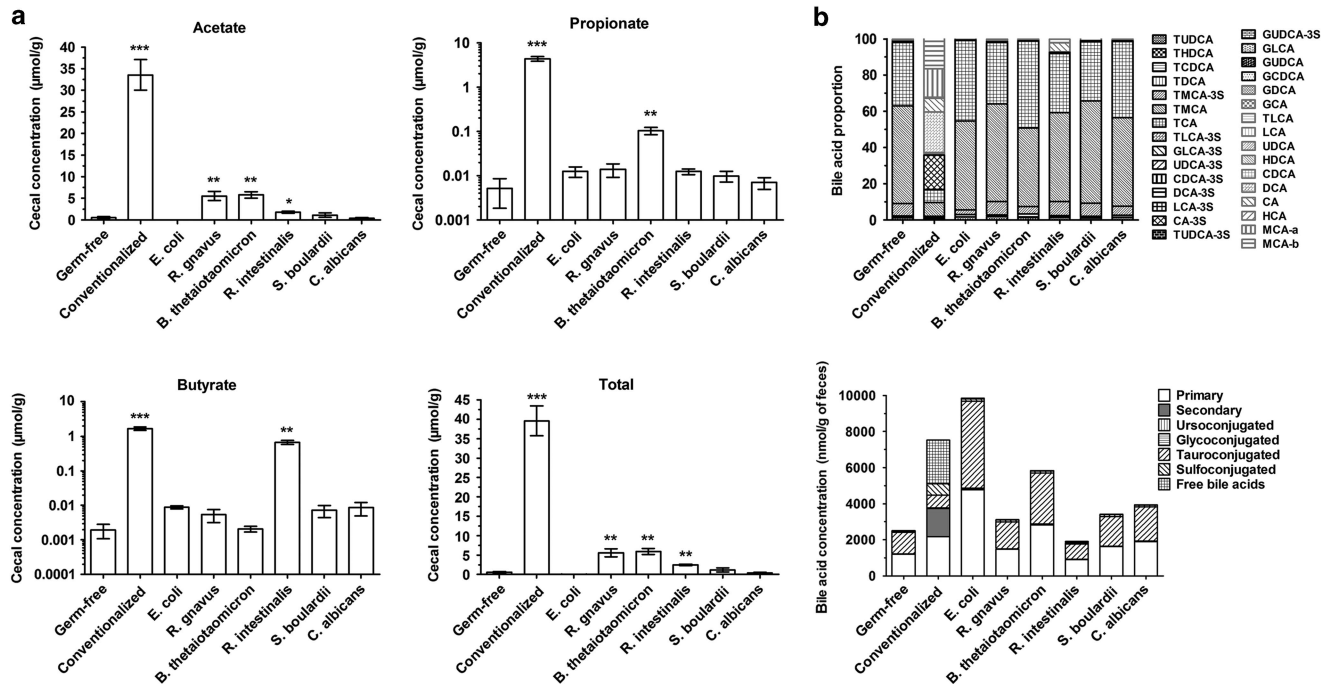 a
Acetate
Cecal concentration (µmol/g)
40
35
30
25
20
15
10
5
0
***
**
**
*
Germ-free
Conventionalized
E. coli
R. gnavus
B. thetaiotaomicron
R. intestinalis
S. boulardii
C. albicans
Propionate
Cecal concentration (µmol/g)
10
1
0.1
0.01
0.001
***
**
Germ-free
Conventionalized
E. coli
R. gnavus
B. thetaiotaomicron
R. intestinalis
S. boulardii
C. albicans
Butyrate
Cecal concentration (µmol/g)
10
1
0.1
0.01
0.001
0.0001
***
**
Germ-free
Conventionalized
E. coli
R. gnavus
B. thetaiotaomicron
R. intestinalis
S. boulardii
C. albicans
Total
Cecal concentration (µmol/g)
45
40
35
30
25
20
15
10
5
0
***
**
**
**
Germ-free
Conventionalized
E. coli
R. gnavus
B. thetaiotaomicron
R. intestinalis
S. boulardii
C. albicans
b
Bile acid proportion
100
80
60
40
20
0
Germ-free
Conventionalized
E. coli
R. gnavus
B. thetaiotaomicron
R. intestinalis
S. boulardii
C. albicans
TUDCA
THDCA
TCDCA
TDCA
TMCA-3S
TMCA
TCA
TLCA-3S
GLCA-3S
UDCA-3S
CDCA-3S
DCA-3S
LCA-3S
CA-3S
TUDCA-3S
GUDCA-3S
GLCA
GUDCA
GCDCA
GDCA
GCA
TLCA
LCA
UDCA
HDCA
CDCA
DCA
CA
HCA
MCA-a
MCA-b
Bile acid concentration (nmol/g of feces)
10000
8000
6000
4000
2000
0
Germ-free
Conventionalized
E. coli
R. gnavus
B. thetaiotaomicron
R. intestinalis
S. boulardii
C. albicans
Primary
Secondary
Ursoconjugated
Glycoconjugated
Tauroconjugated
Sulfoconjugated
Free bile acids